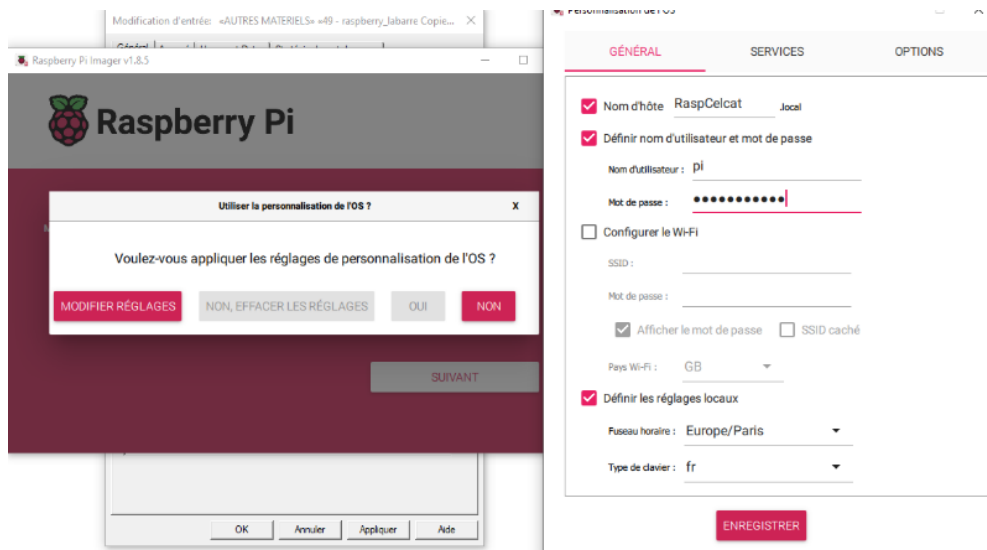 Modification d'entrée: «AUTRES MATERIELS» «49 - raspberry_labarre Copie...
Raspberry Pi Imager v1.8.5
Raspberry Pi
Utiliser la personnalisation de l'OS ? X
Voulez-vous appliquer les réglages de personnalisation de l'OS ?
MODIFIER RÉGLAGES NON, EFFACER LES RÉGLAGES OUI NON
SUIVANT
OK Annuler Appliquer Aide
Personnalisation de l'OS
GÉNÉRAL SERVICES OPTIONS
Nom d'hôte RaspCelcat .local
Définir nom d'utilisateur et mot de passe
Nom d'utilisateur : pi
Mot de passe : •••••••••••
Configurer le Wi-Fi
SSID :
Mot de passe :
Afficher le mot de passe SSID caché
Pays Wi-Fi : GB
Définir les réglages locaux
Fuseau horaire : Europe/Paris
Type de clavier : fr
ENREGISTRER